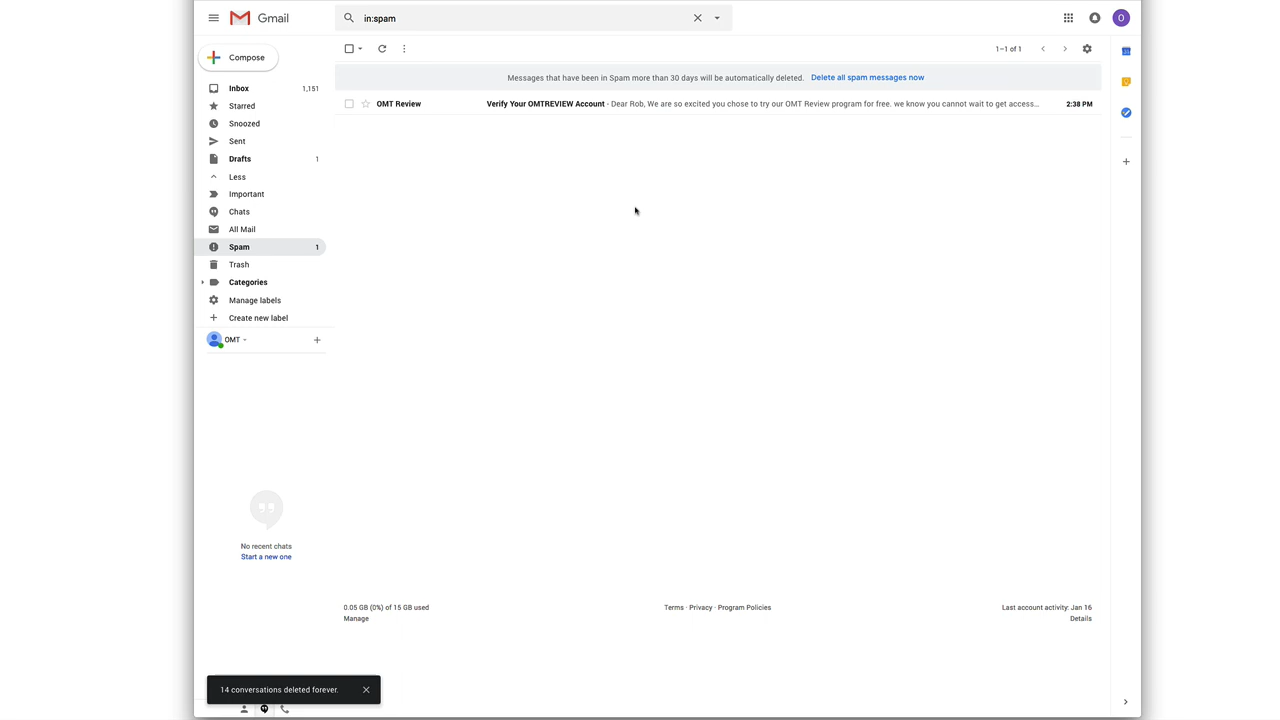 Gmail
in:spam
O
Compose
1–1 of 1
Messages that have been in Spam more than 30 days will be automatically deleted. Delete all spam messages now
Inbox 1,151
OMT Review Verify Your OMTREVIEW Account - Dear Rob, We are so excited you chose to try our OMT Review program for free. we know you cannot wait to get access... 2:38 PM
Starred
Snoozed
Sent
Drafts 1
Less
Important
Chats
All Mail
Spam 1
Trash
Categories
Manage labels
Create new label
OMT
No recent chats
Start a new one
0.05 GB (0%) of 15 GB used
Manage
Terms · Privacy · Program Policies
Last account activity: Jan 16
Details
14 conversations deleted forever.